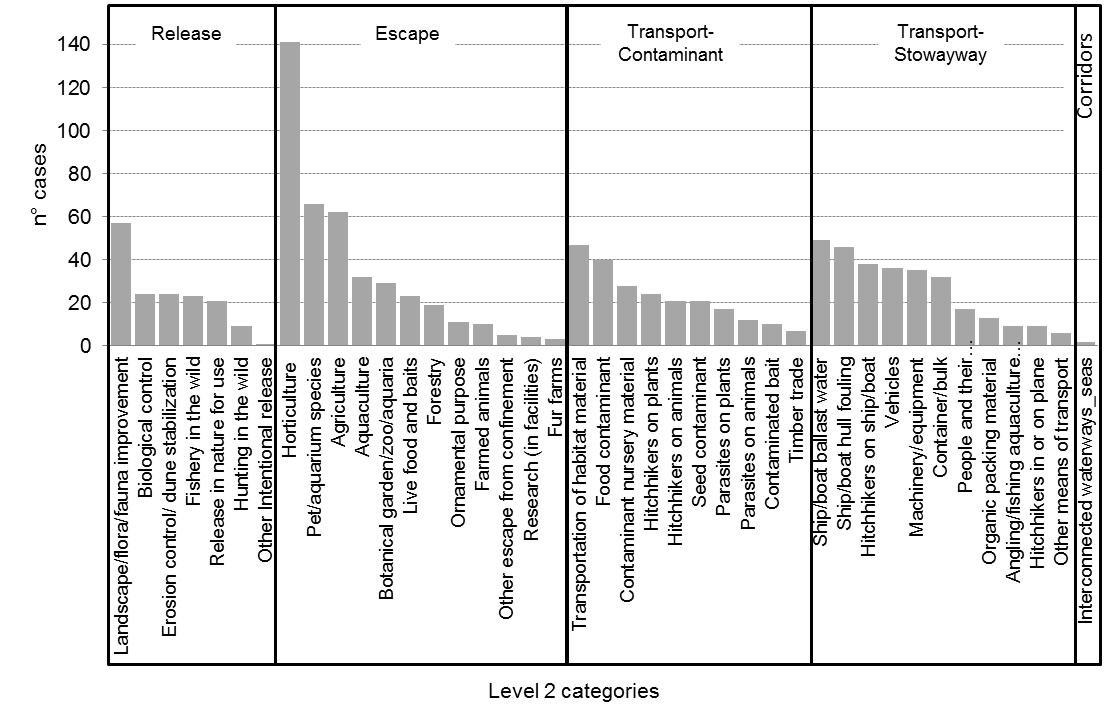 Release
Escape
Transport-
Contaminant
Transport-
Stowayway
Corridors
n° cases
140
120
100
80
60
40
20
0
Landscape/flora/fauna improvement
Biological control
Erosion control/ dune stabilization
Fishery in the wild
Release in nature for use
Hunting in the wild
Other Intentional release
Horticulture
Pet/aquarium species
Agriculture
Aquaculture
Botanical garden/zoo/aquaria
Live food and baits
Forestry
Ornamental purpose
Farmed animals
Other escape from confinement
Research (in facilities)
Fur farms
Transportation of habitat material
Food contaminant
Contaminant nursery material
Hitchhikers on plants
Hitchhikers on animals
Seed contaminant
Parasites on plants
Parasites on animals
Contaminated bait
Timber trade
Ship/boat ballast water
Ship/boat hull fouling
Hitchhikers on ship/boat
Vehicles
Machinery/equipment
Container/bulk
People and their…
Organic packing material
Angling/fishing aquaculture…
Hitchhikers in or on plane
Other means of transport
Interconnected waterways_seas
Level 2 categories